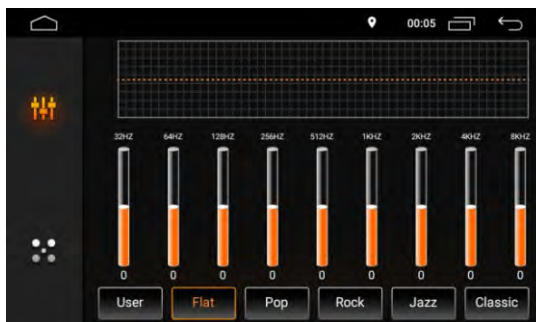 00:05
32HZ 64HZ 128HZ 256HZ 512HZ 1KHZ 2KHZ 4KHZ 8KHZ
0 0 0 0 0 0 0 0 0
User Flat Pop Rock Jazz Classic